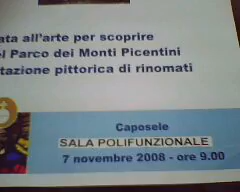 ata all'arte per scoprire
el Parco dei Monti Picentini
tazione pittorica di rinomati
Caposele
SALA POLIFUNZIONALE
7 novembre 2008 - ore 9.00